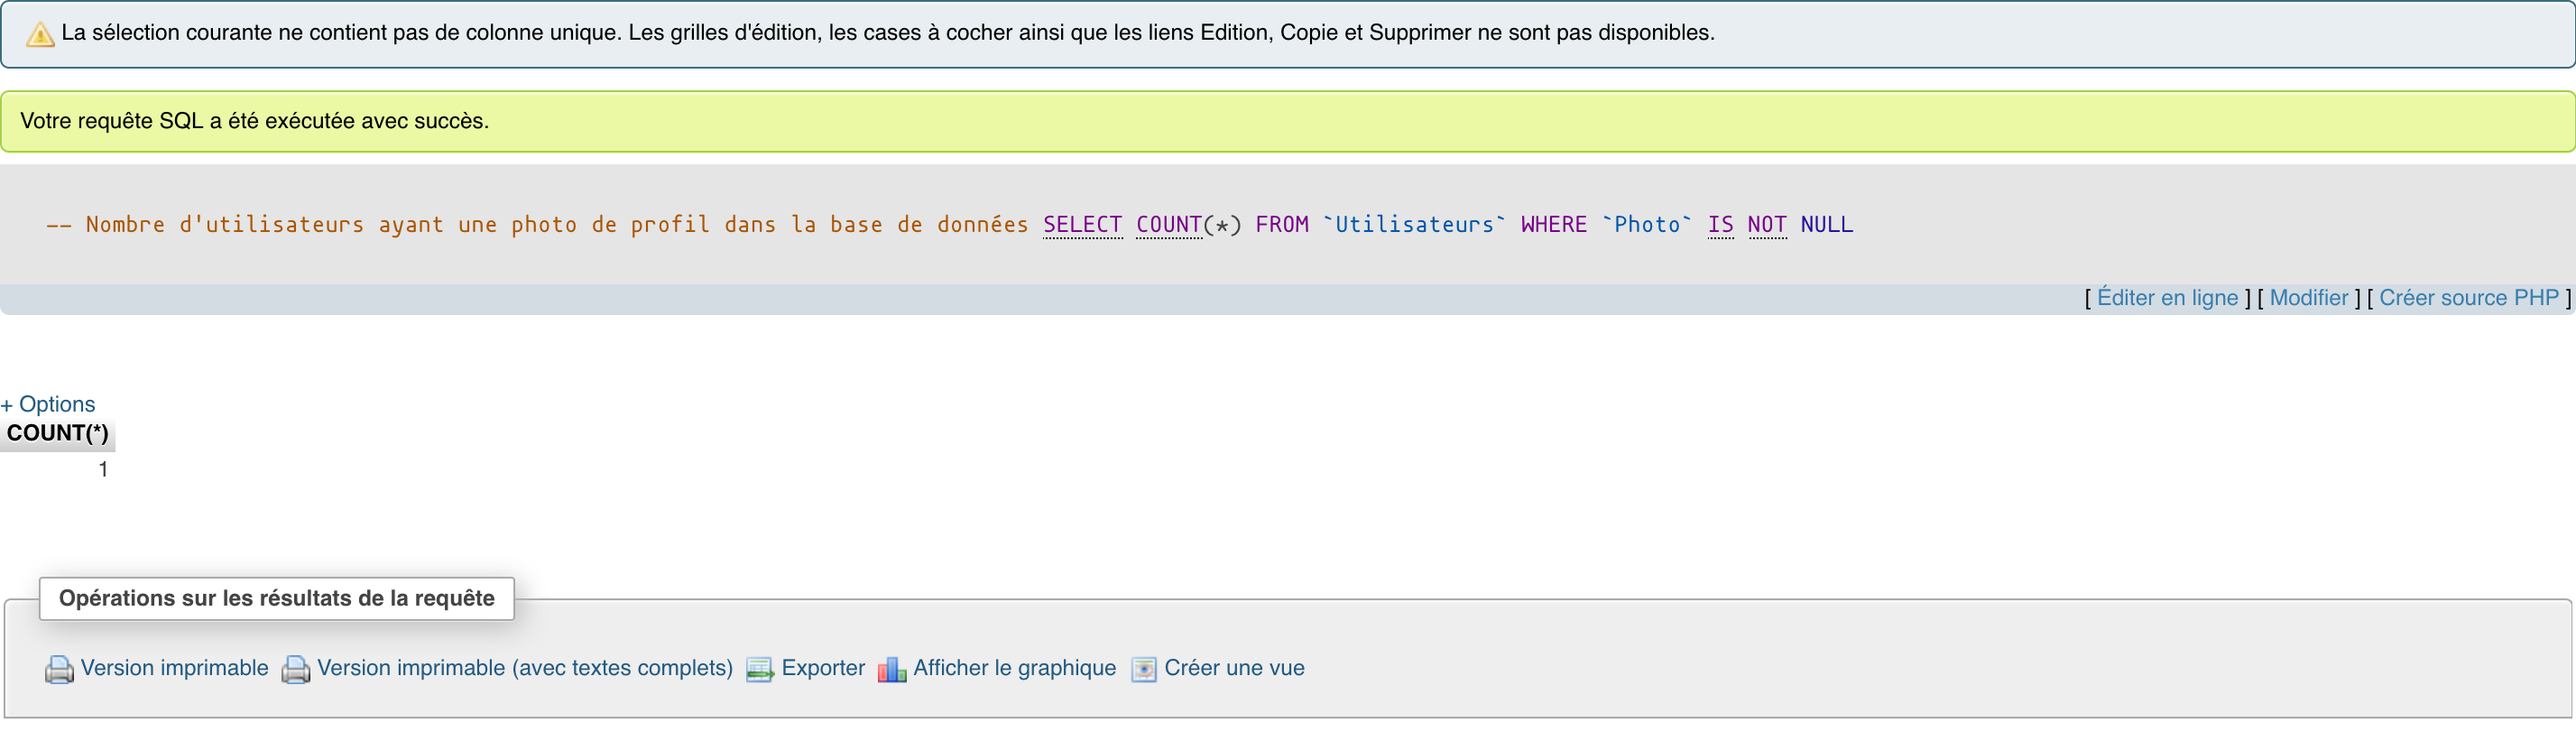 La sélection courante ne contient pas de colonne unique. Les grilles d'édition, les cases à cocher ainsi que les liens Edition, Copie et Supprimer ne sont pas disponibles.
Votre requête SQL a été exécutée avec succès.
-- Nombre d'utilisateurs ayant une photo de profil dans la base de données SELECT COUNT(*) FROM `Utilisateurs` WHERE `Photo` IS NOT NULL
[ Éditer en ligne ] [ Modifier ] [ Créer source PHP ]
+ Options
COUNT(*)
1
Opérations sur les résultats de la requête
Version imprimable Version imprimable (avec textes complets) Exporter Afficher le graphique Créer une vue